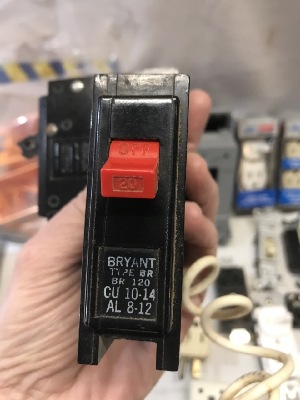 OFF
20
BRYANT
TYPE BR
BR 120
CU 10-14
AL 8-12